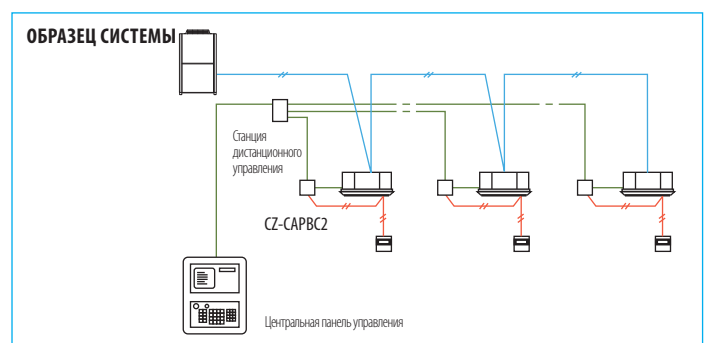 ОБРАЗЕЦ СИСТЕМЫ
Станция
дистанционного
управления
CZ-CAPBC2
Центральная панель управления